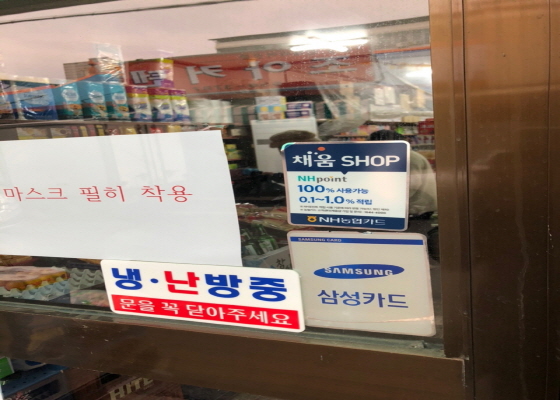 마스크 필히 착용
채움 SHOP
NHpoint
100% 사용가능
0.1~1.0% 적립
NH농협카드
SAMSUNG CARD
SAMSUNG
삼성카드
냉·난방중
문을 꼭 닫아주세요